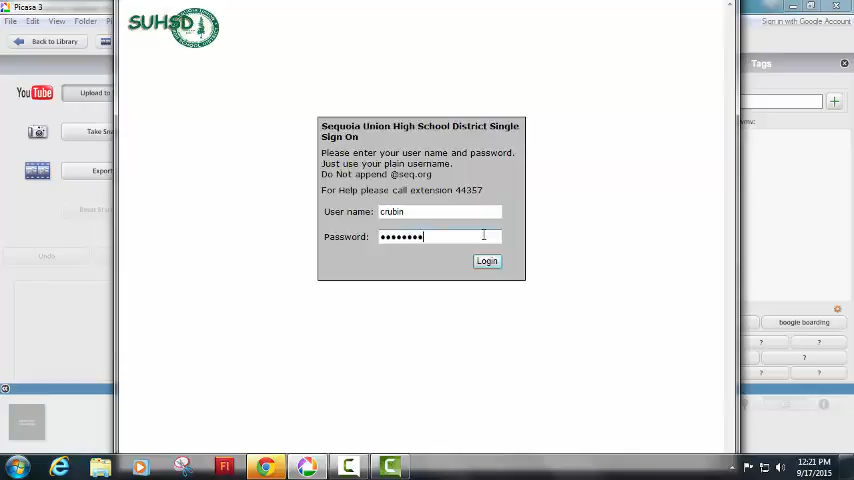 Picasa 3
File Edit View Folder
Sign in with Google Account
Back to Library
SUHSD
Tags
YouTube
Upload to
Take Sna
Export
Reset
Undo
Sequoia Union High School District Single
Sign On
Please enter your user name and password.
Just use your plain username.
Do Not append @seq.org
For Help please call extension 44357
User name: crubin
Password: ••••••••
Login
boogie boarding
?
?
?
?
?
12:21 PM
9/17/2015